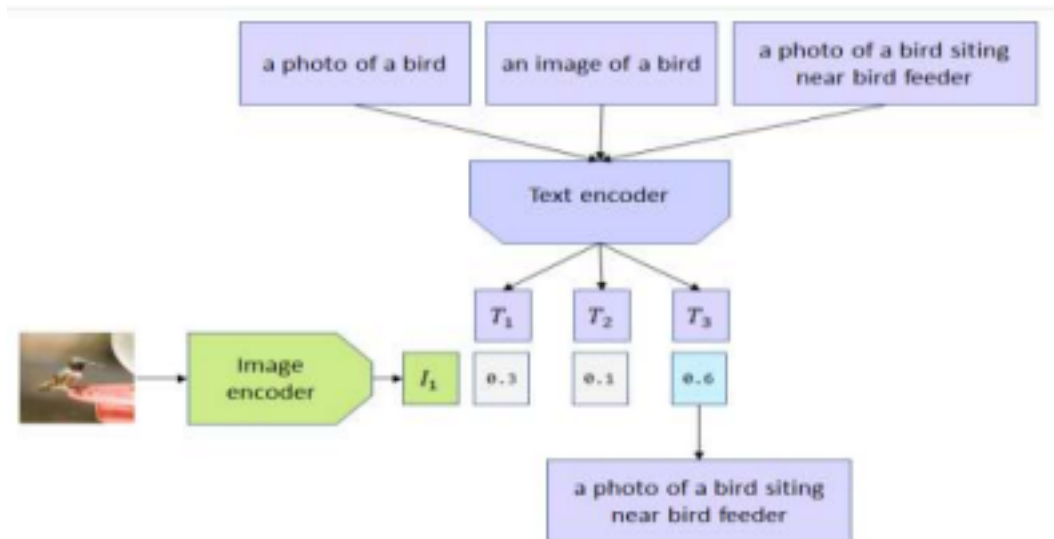 a photo of a bird
an image of a bird
a photo of a bird siting
near bird feeder
Text encoder
T₁
T₂
T₃
Image
encoder
I₁
0.3
0.1
0.6
a photo of a bird siting
near bird feeder